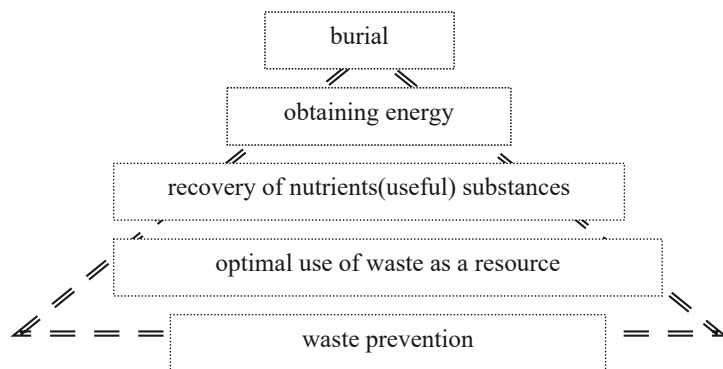 burial
obtaining energy
recovery of nutrients(useful) substances
optimal use of waste as a resource
waste prevention